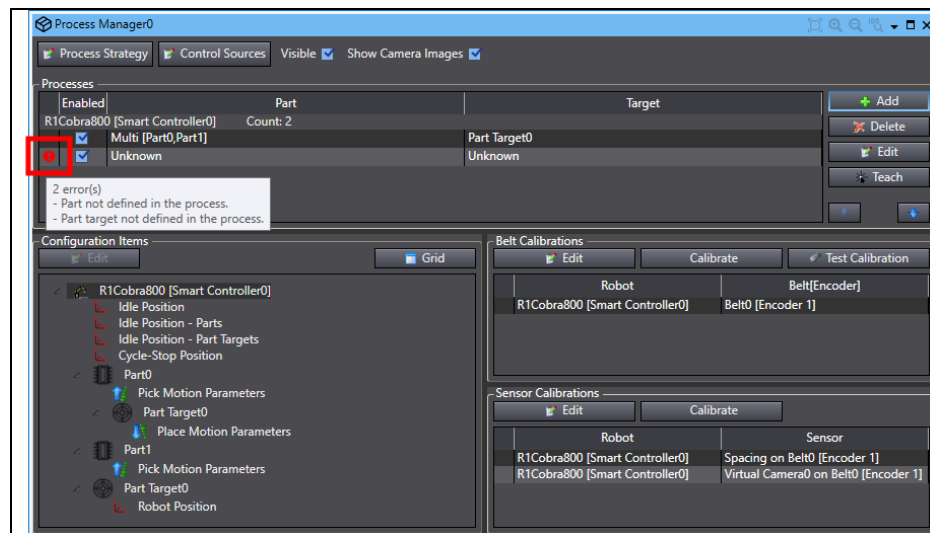 Process Manager0
Process Strategy Control Sources Visible Show Camera Images
Processes
Enabled Part Target
R1Cobra800 [Smart Controller0] Count: 2
Multi [Part0,Part1] Part Target0
Unknown Unknown
2 error(s)
- Part not defined in the process.
- Part target not defined in the process.
Add
Delete
Edit
Teach
Configuration Items
Edit Grid
R1Cobra800 [Smart Controller0]
Idle Position
Idle Position - Parts
Idle Position - Part Targets
Cycle-Stop Position
Part0
Pick Motion Parameters
Part Target0
Place Motion Parameters
Part1
Pick Motion Parameters
Part Target0
Robot Position
Belt Calibrations
Edit Calibrate Test Calibration
Robot Belt[Encoder]
R1Cobra800 [Smart Controller0] Belt0 [Encoder 1]
Sensor Calibrations
Edit Calibrate
Robot Sensor
R1Cobra800 [Smart Controller0] Spacing on Belt0 [Encoder 1]
R1Cobra800 [Smart Controller0] Virtual Camera0 on Belt0 [Encoder 1]